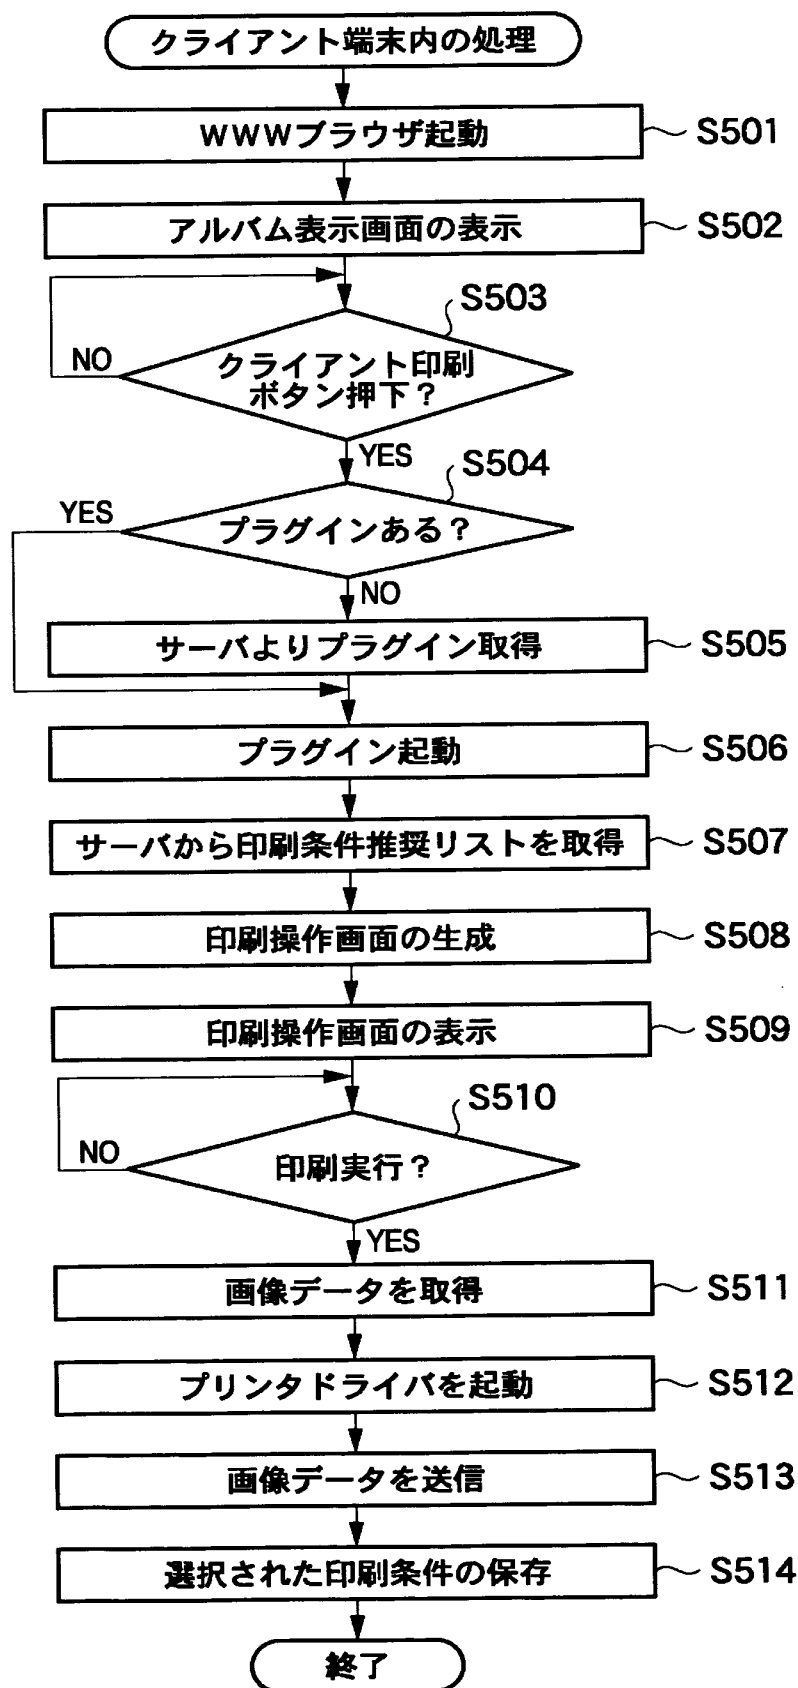 クライアント端末内の処理
WWWブラウザ起動
S501
アルバム表示画面の表示
S502
S503
NO
クライアント印刷
ボタン押下？
YES
S504
YES
プラグインある？
NO
サーバよりプラグイン取得
S505
プラグイン起動
S506
サーバから印刷条件推奨リストを取得
S507
印刷操作画面の生成
S508
印刷操作画面の表示
S509
S510
NO
印刷実行？
YES
画像データを取得
S511
プリンタドライバを起動
S512
画像データを送信
S513
選択された印刷条件の保存
S514
終了